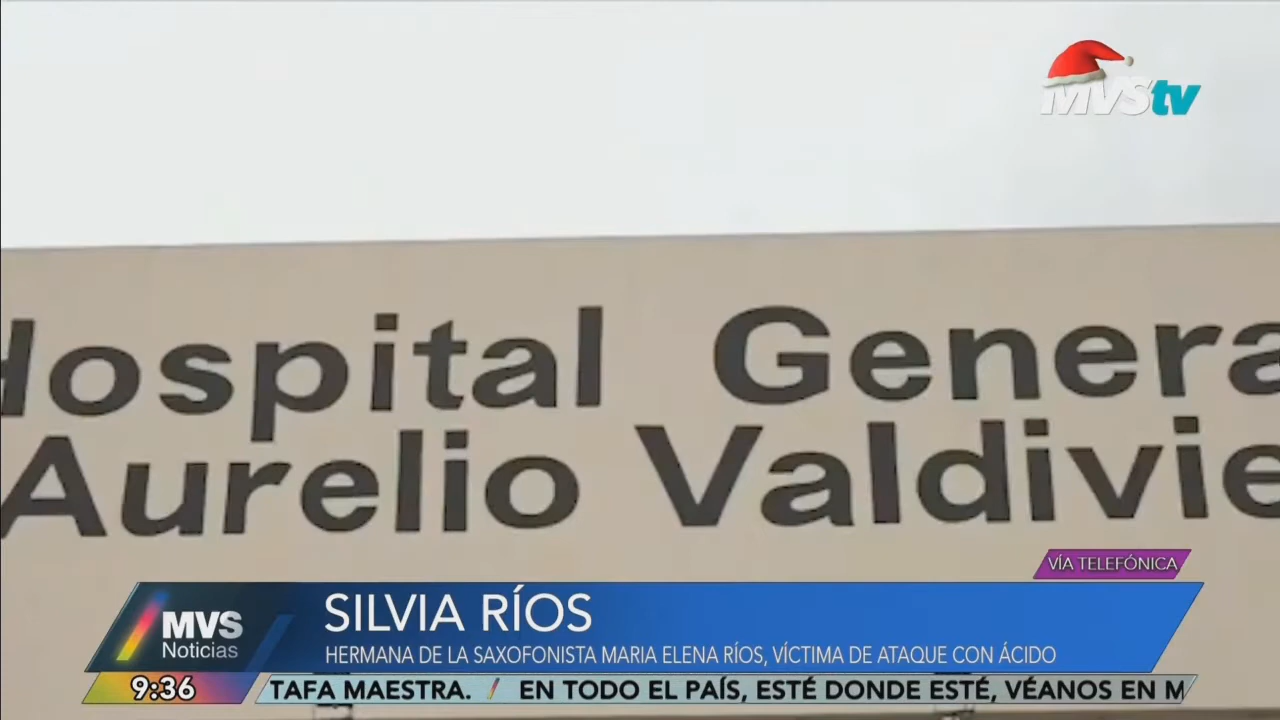 MVStv
Hospital Genera
Aurelio Valdivie
VÍA TELEFÓNICA
SILVIA RÍOS
MVS
Noticias
HERMANA DE LA SAXOFONISTA MARIA ELENA RÍOS, VÍCTIMA DE ATAQUE CON ÁCIDO
9:36
TAFA MAESTRA. / EN TODO EL PAÍS, ESTÉ DONDE ESTÉ, VÉANOS EN M